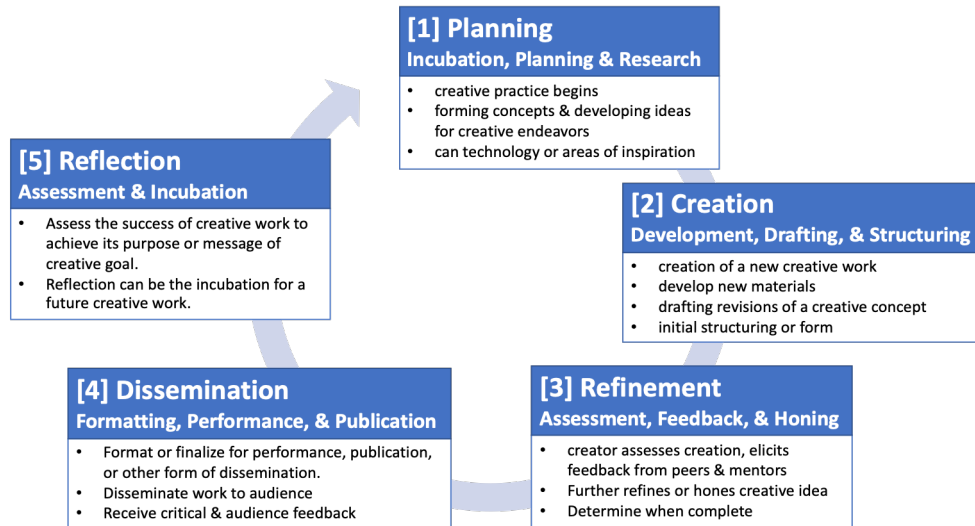 [1] Planning
Incubation, Planning & Research
• creative practice begins
• forming concepts & developing ideas
for creative endeavors
• can technology or areas of inspiration
[2] Creation
Development, Drafting, & Structuring
• creation of a new creative work
• develop new materials
• drafting revisions of a creative concept
• initial structuring or form
[3] Refinement
Assessment, Feedback, & Honing
• creator assesses creation, elicits
feedback from peers & mentors
• Further refines or hones creative idea
• Determine when complete
[4] Dissemination
Formatting, Performance, & Publication
• Format or finalize for performance, publication,
or other form of dissemination.
• Disseminate work to audience
• Receive critical & audience feedback
[5] Reflection
Assessment & Incubation
• Assess the success of creative work to
achieve its purpose or message of
creative goal.
• Reflection can be the incubation for a
future creative work.